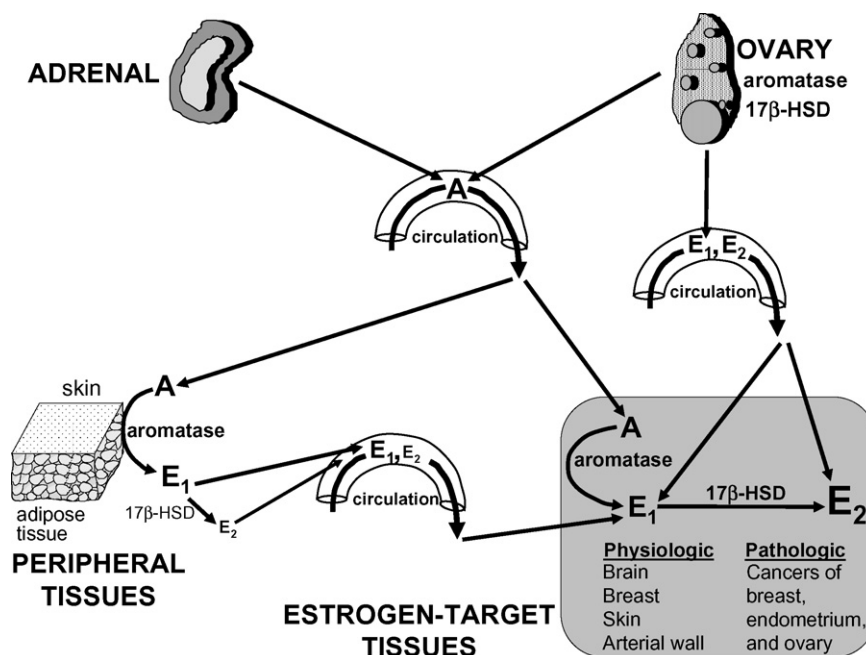 ADRENAL
OVARY
aromatase
17β-HSD
A
circulation
E₁, E₂
circulation
skin
A
aromatase
E₁
17β-HSD
E₂
adipose
tissue
PERIPHERAL
TISSUES
E₁, E₂
circulation
ESTROGEN-TARGET
TISSUES
A
aromatase
E₁
17β-HSD
E₂
Physiologic
Brain
Breast
Skin
Arterial wall
Pathologic
Cancers of
breast,
endometrium,
and ovary